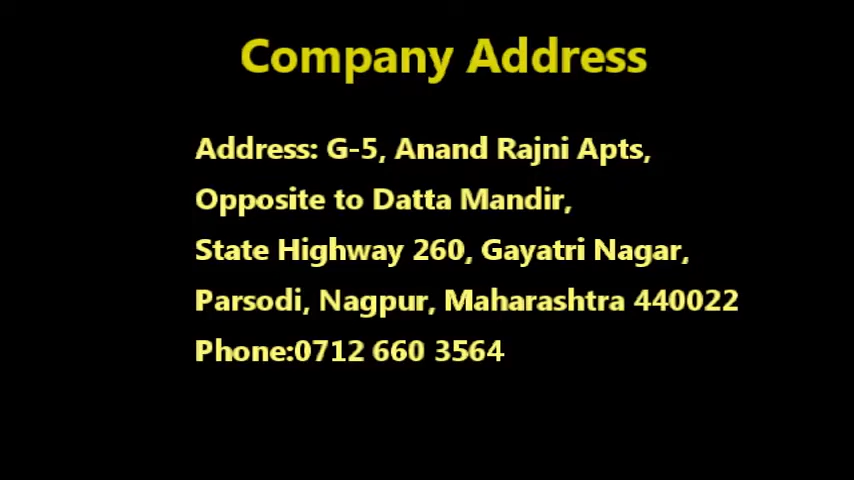 Company Address
Address: G-5, Anand Rajni Apts,
Opposite to Datta Mandir,
State Highway 260, Gayatri Nagar,
Parsodi, Nagpur, Maharashtra 440022
Phone:0712 660 3564